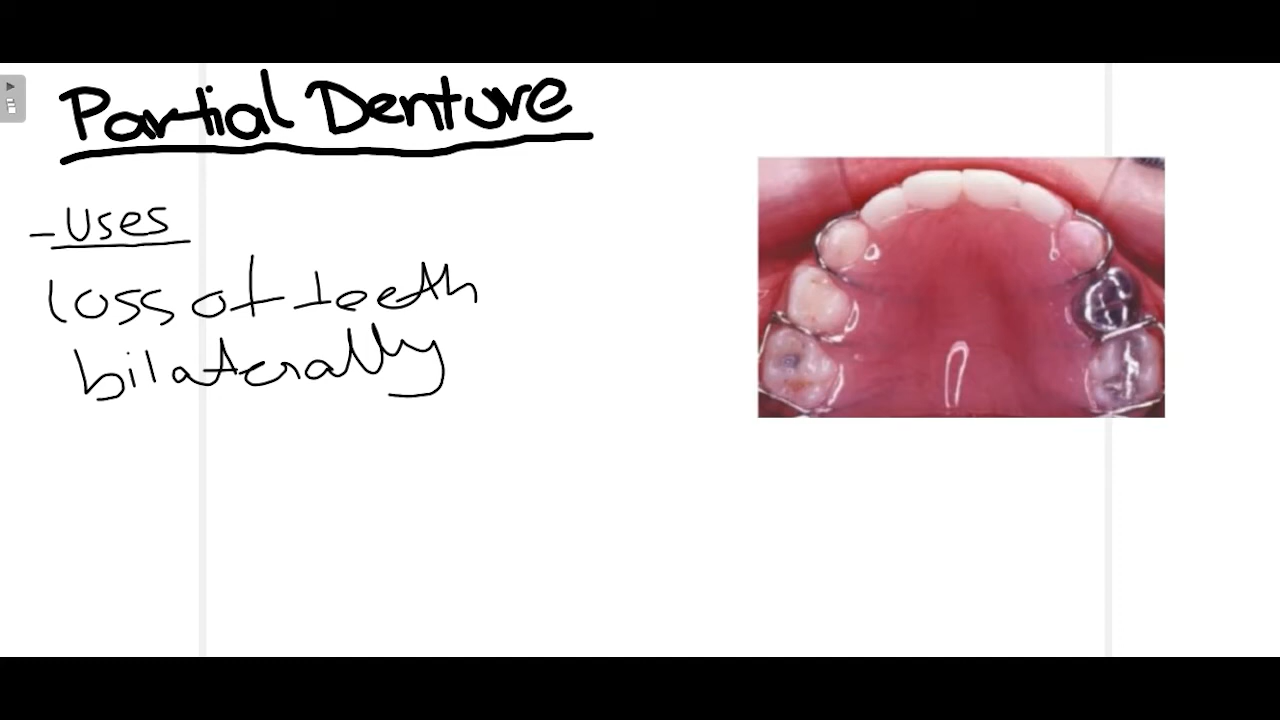 Partial Denture
- Uses
loss of teeth
bilaterally